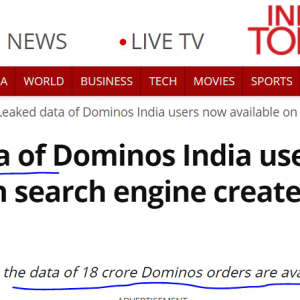 IND
TO
NEWS • LIVE TV
A WORLD BUSINESS TECH MOVIES SPORTS
Leaked data of Dominos India users now available on
a of Dominos India use
n search engine create
the data of 18 crore Dominos orders are ava
ADVERTISEMENT